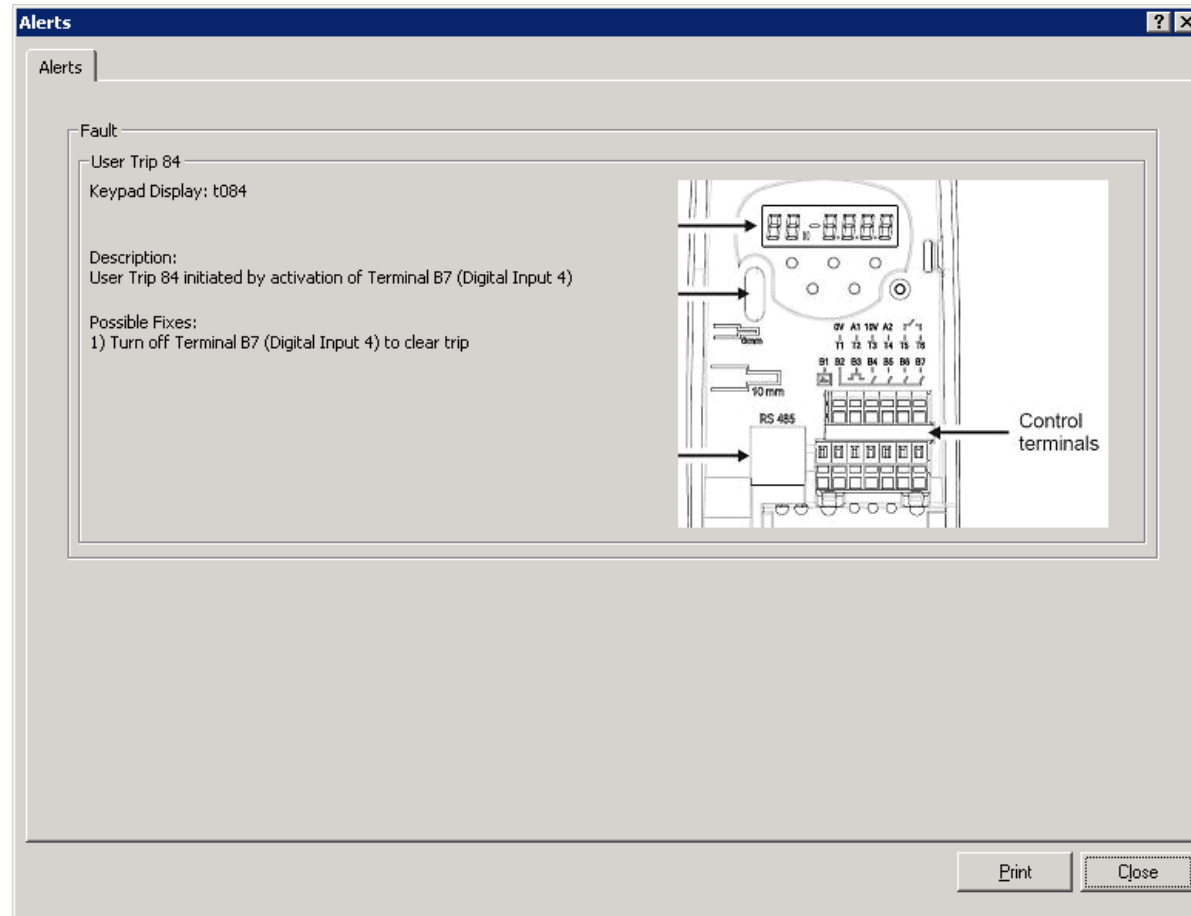 Alerts
Alerts
Fault
User Trip 84
Keypad Display: t084
Description:
User Trip 84 initiated by activation of Terminal B7 (Digital Input 4)
Possible Fixes:
1) Turn off Terminal B7 (Digital Input 4) to clear trip
0V A1 10V A2
T1 T2 T3 T4 T5 T6
B1 B2 B3 B4 B5 B6 B7
10 mm
RS 485
Control
terminals
Print
Close